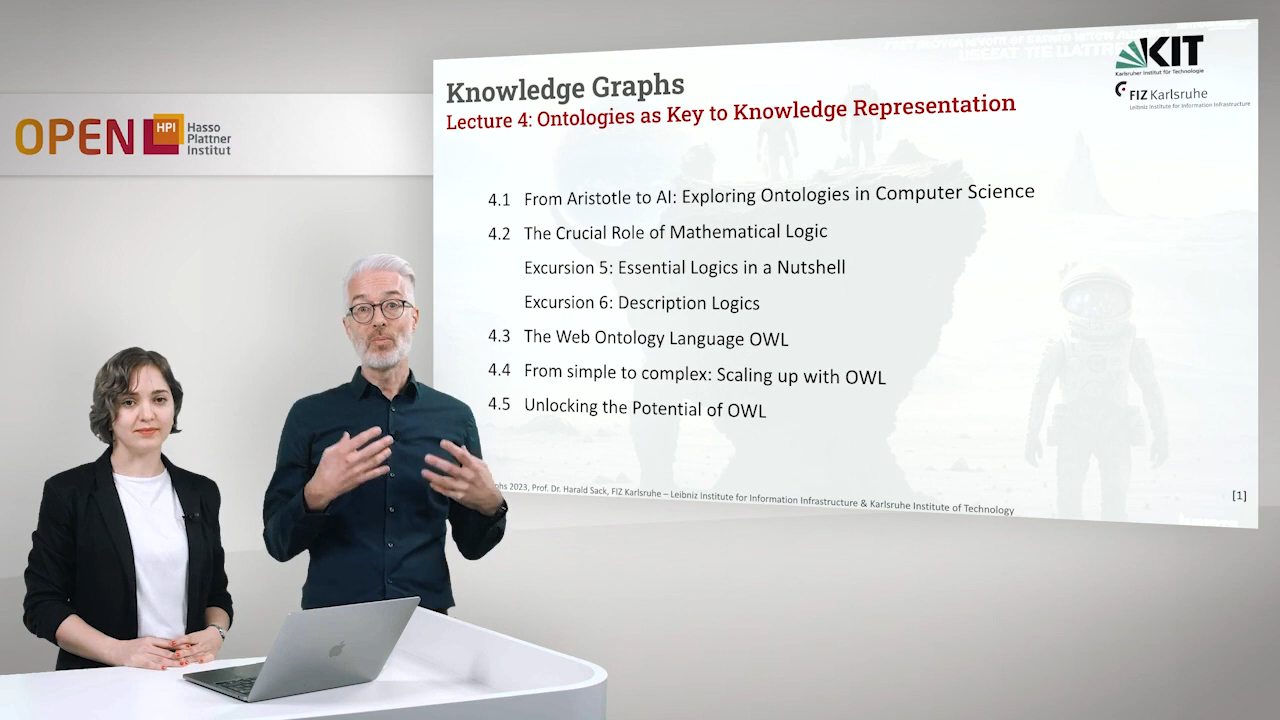 OPEN HPI Hasso
Plattner
Institut
Knowledge Graphs
Lecture 4: Ontologies as Key to Knowledge Representation
KIT
Karlsruher Institut für Technologie
FIZ Karlsruhe
Leibniz Institute for Information Infrastructure
4.1 From Aristotle to AI: Exploring Ontologies in Computer Science
4.2 The Crucial Role of Mathematical Logic
Excursion 5: Essential Logics in a Nutshell
Excursion 6: Description Logics
4.3 The Web Ontology Language OWL
4.4 From simple to complex: Scaling up with OWL
4.5 Unlocking the Potential of OWL
2023, Prof. Dr. Harald Sack, FIZ Karlsruhe – Leibniz Institute for Information Infrastructure & Karlsruhe Institute of Technology
[1]